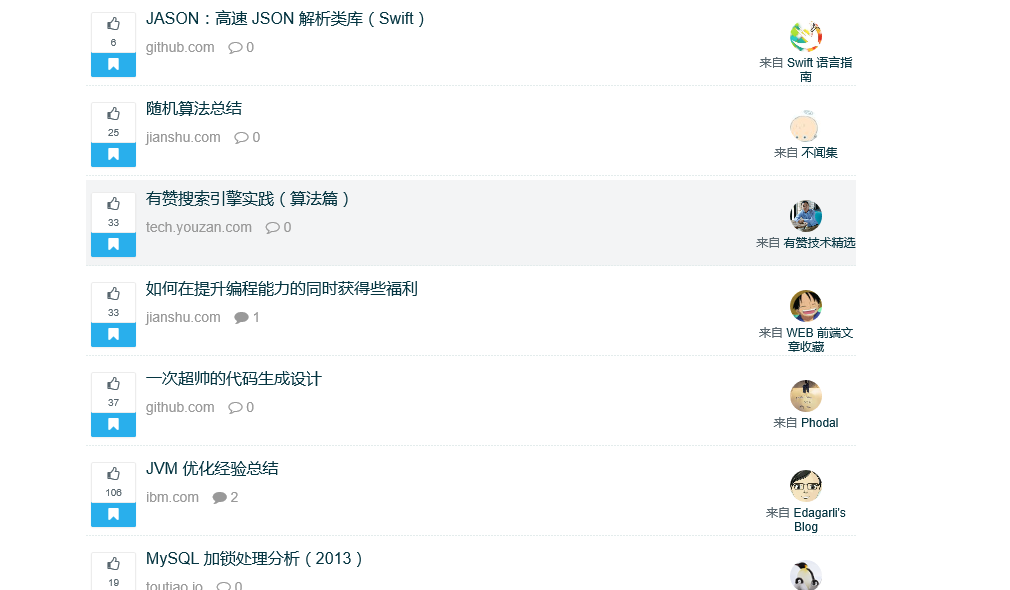 JASON：高速 JSON 解析类库（Swift）
6
github.com 0
来自 Swift 语言指
南
随机算法总结
25
jianshu.com 0
来自 不闻集
有赞搜索引擎实践（算法篇）
33
tech.youzan.com 0
来自 有赞技术精选
如何在提升编程能力的同时获得些福利
33
jianshu.com 1
来自 WEB 前端文
章收藏
一次超帅的代码生成设计
37
github.com 0
来自 Phodal
JVM 优化经验总结
106
ibm.com 2
来自 Edagarli's
Blog
MySQL 加锁处理分析（2013）
19
toutiao.io 0